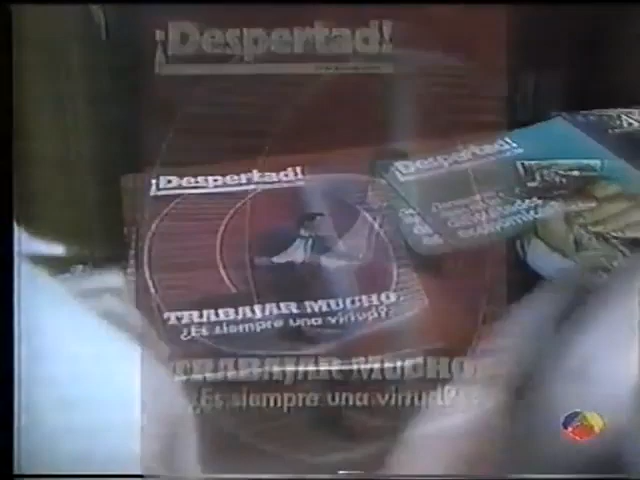 ¡Despertad!
¡Despertad!
TRABAJAR MUCHO
¿Es siempre una virtud?
¡Despertad!
TRABAJAR MUCHO
¿Es siempre una virtud?